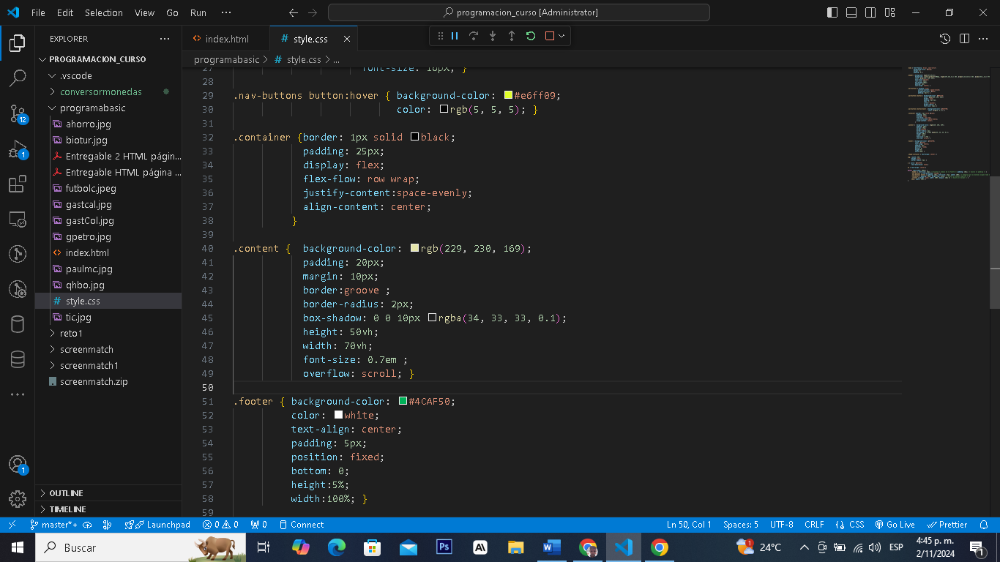 File Edit Selection View Go Run ··· programacion_curso [Administrator]
EXPLORER ···
PROGRAMACION_CURSO
.vscode
conversormonedas
programabasic
ahorro.jpg
biotur.jpg
Entregable 2 HTML págin...
Entregable HTML página ...
futbolc.jpeg
gastcal.jpg
gastCol.jpg
gpetro.jpg
index.html
paulmc.jpg
qhbo.jpg
style.css
tic.jpg
reto1
screenmatch
screenmatch1
screenmatch.zip
OUTLINE
TIMELINE
12
1
1
index.html style.css
programabasic > # style.css > ...
27 font-size: 16px; }
28
29 .nav-buttons button:hover { background-color: #e6ff09;
30 color: rgb(5, 5, 5); }
31
32 .container {border: 1px solid black;
33 padding: 25px;
34 display: flex;
35 flex-flow: row wrap;
36 justify-content:space-evenly;
37 align-content: center;
38 }
39
40 .content { background-color: rgb(229, 230, 169);
41 padding: 20px;
42 margin: 10px;
43 border:groove ;
44 border-radius: 2px;
45 box-shadow: 0 0 10px rgba(34, 33, 33, 0.1);
46 height: 50vh;
47 width: 70vh;
48 font-size: 0.7em ;
49 overflow: scroll; }
50
51 .footer { background-color: #4CAF50;
52 color: white;
53 text-align: center;
54 padding: 5px;
55 position: fixed;
56 bottom: 0;
57 height:5%;
58 width:100%; }
59
master*+ Launchpad 0 0 0 Connect Ln 50, Col 1 Spaces: 5 UTF-8 CRLF {} CSS Go Live Prettier
Buscar Ps A\ W 1 24°C ESP 4:45 p. m.
2/11/2024 1